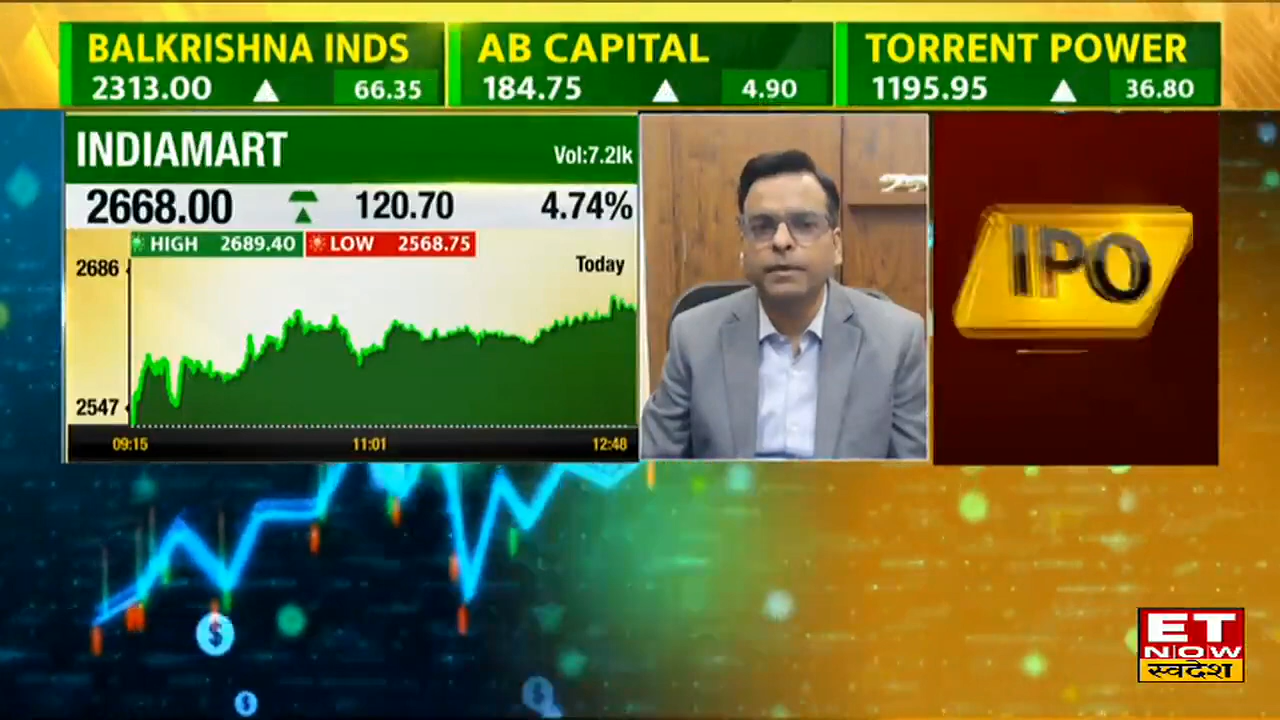 BALKRISHNA INDS
2313.00 66.35
AB CAPITAL
184.75 4.90
TORRENT POWER
1195.95 36.80
INDIAMART
Vol:7.2lk
2668.00 120.70 4.74%
HIGH 2689.40 LOW 2568.75
Today
2686
2547
09:15 11:01 12:48
IPO
$
$
$
ET
NOW
स्वदेश